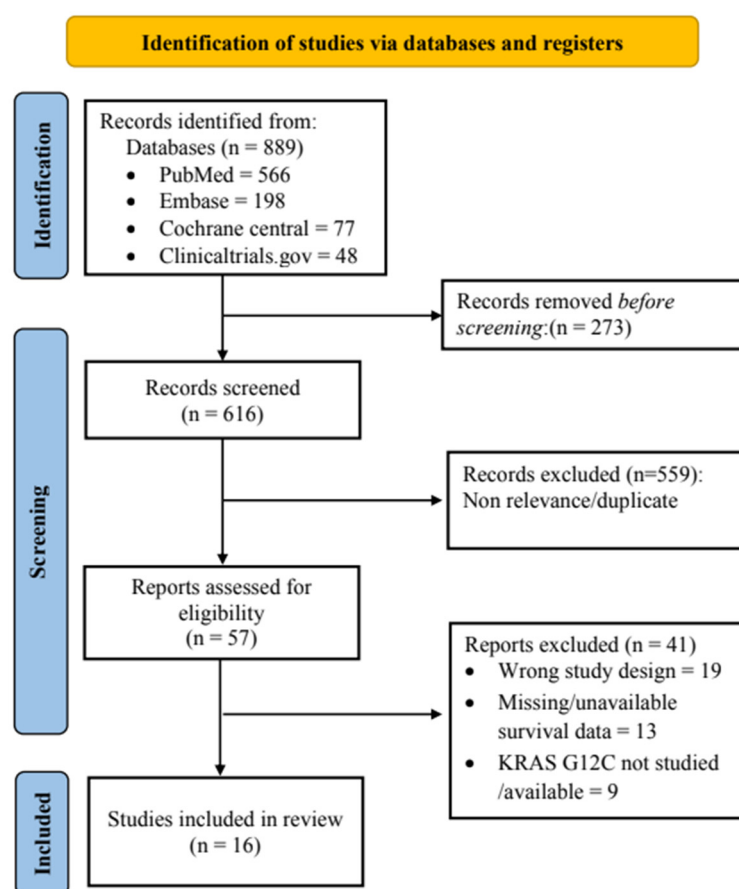 Identification of studies via databases and registers
Identification
Records identified from:
Databases (n = 889)
• PubMed = 566
• Embase = 198
• Cochrane central = 77
• Clinicaltrials.gov = 48
Records removed before
screening:(n = 273)
Screening
Records screened
(n = 616)
Records excluded (n=559):
Non relevance/duplicate
Reports assessed for
eligibility
(n = 57)
Reports excluded (n = 41)
• Wrong study design = 19
• Missing/unavailable
survival data = 13
• KRAS G12C not studied
/available = 9
Included
Studies included in review
(n = 16)